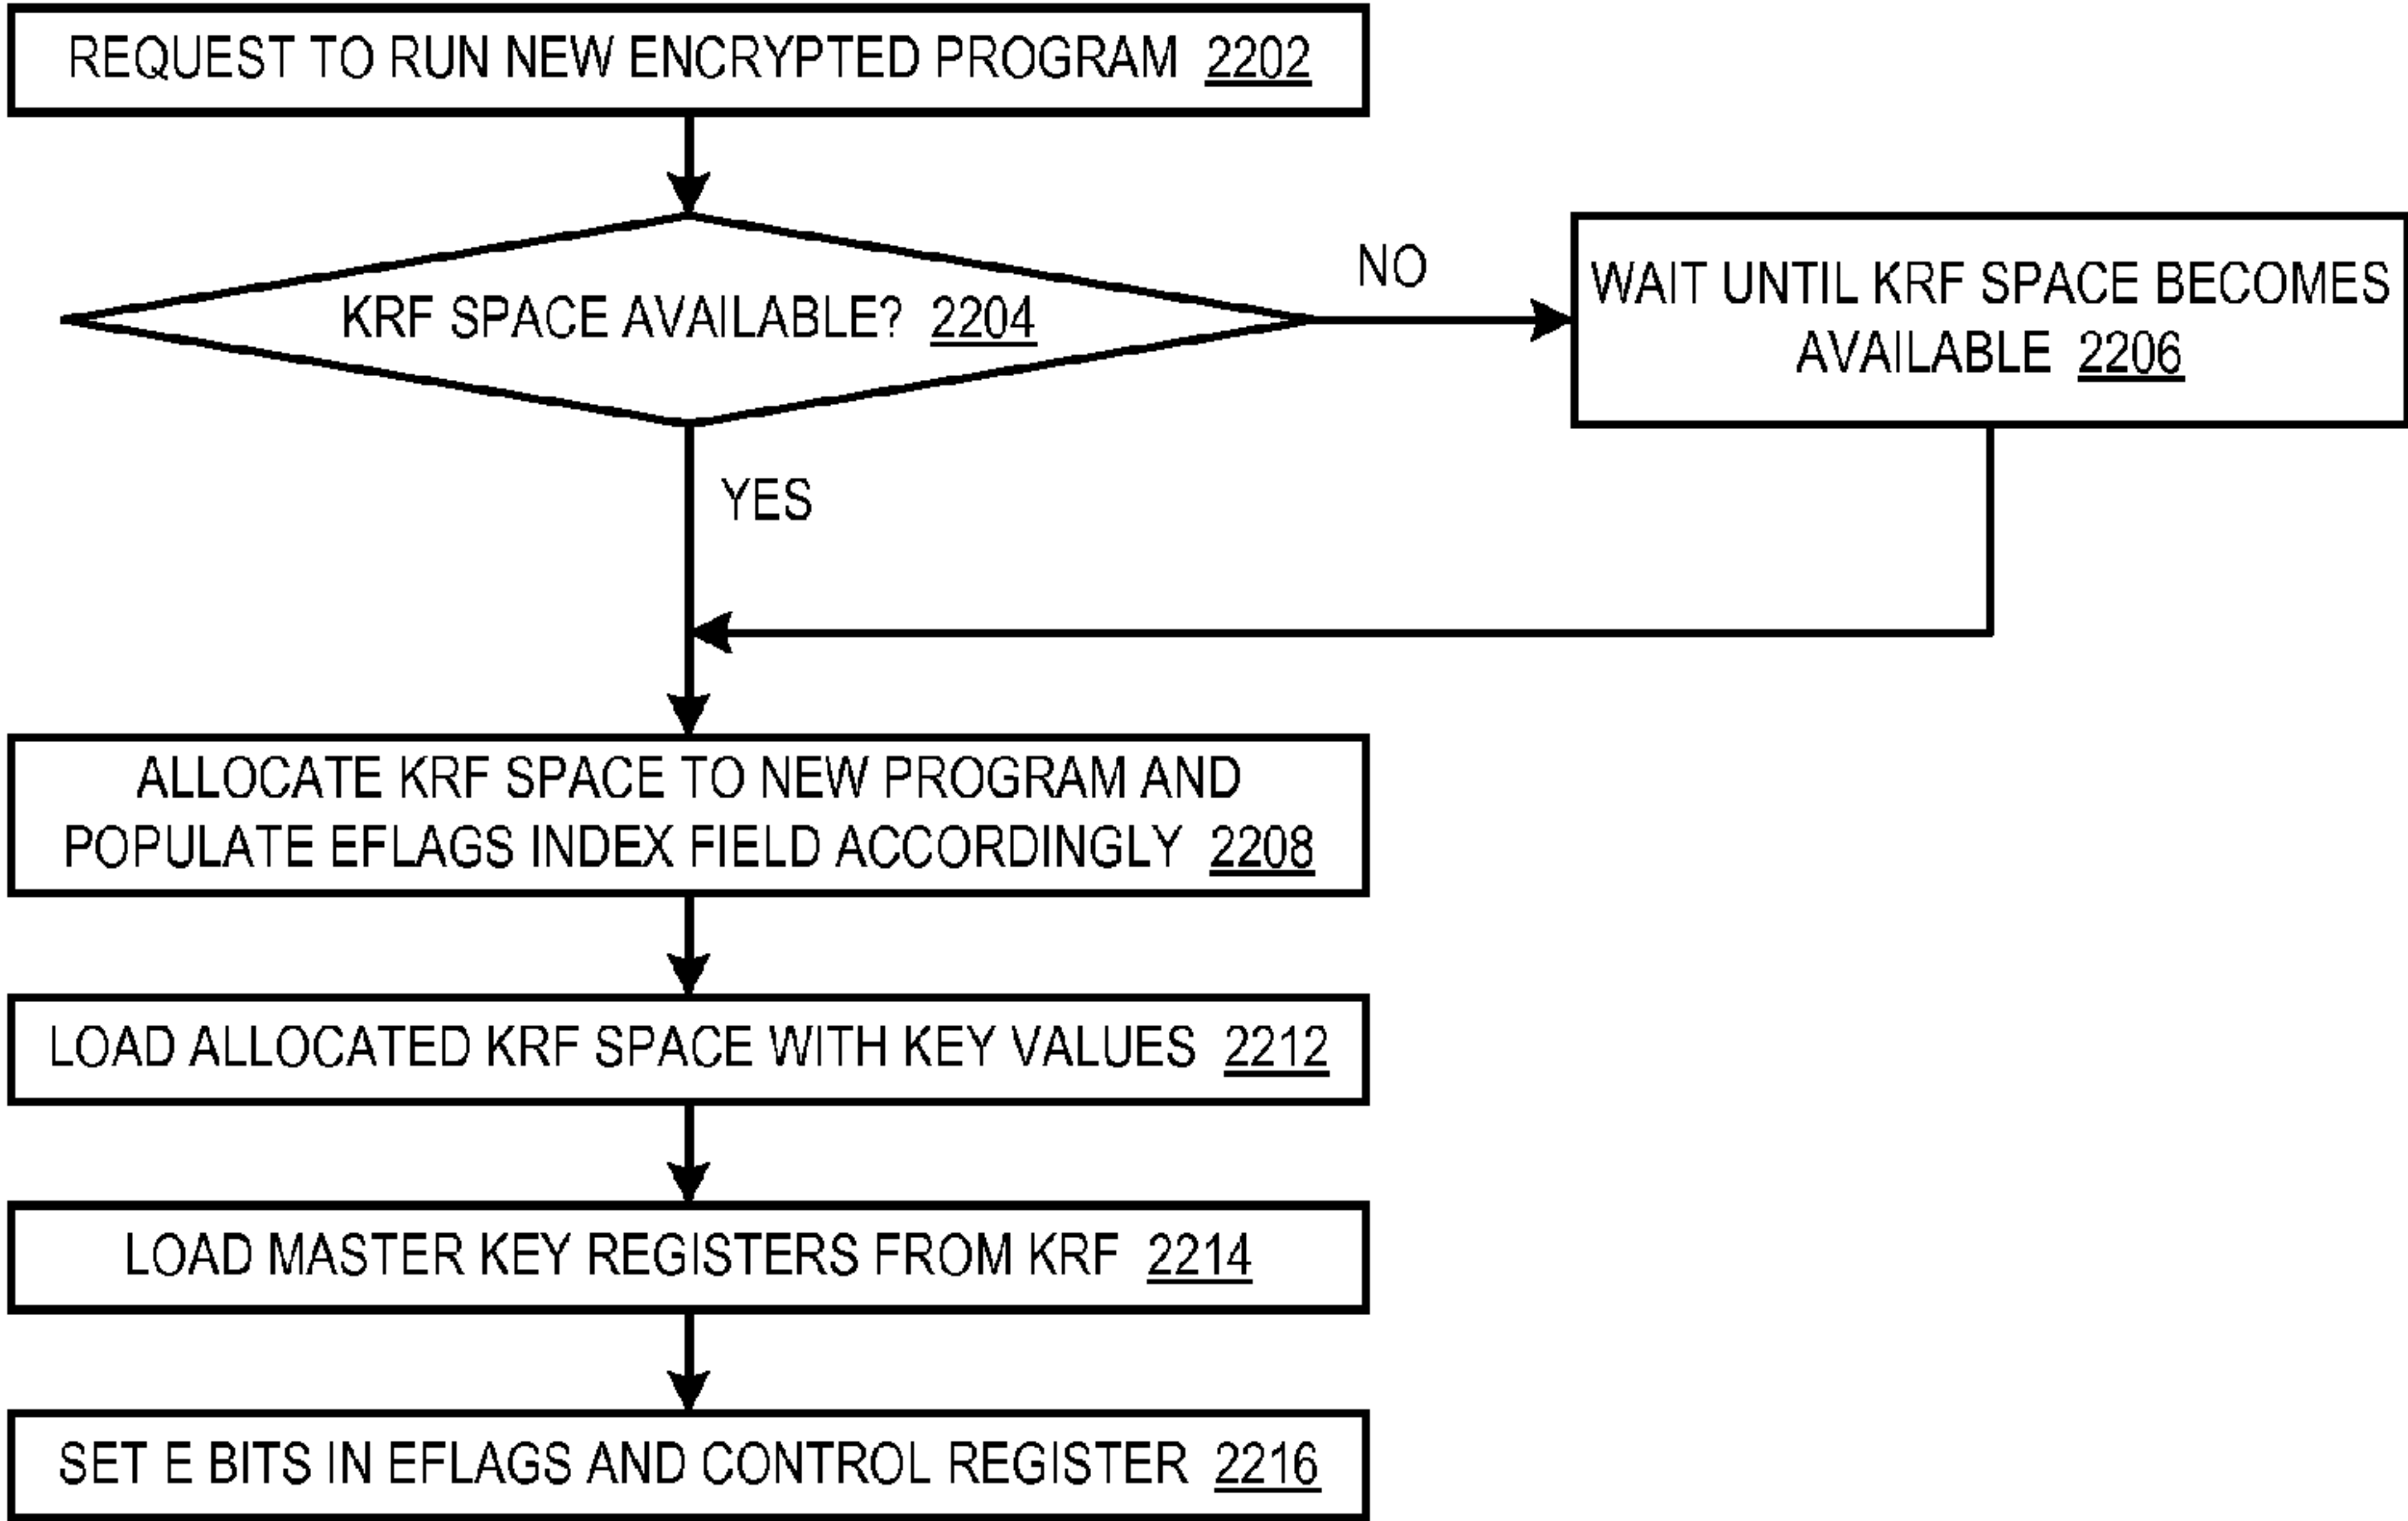 REQUEST TO RUN NEW ENCRYPTED PROGRAM 2202
KRF SPACE AVAILABLE? 2204
NO
WAIT UNTIL KRF SPACE BECOMES
AVAILABLE 2206
YES
ALLOCATE KRF SPACE TO NEW PROGRAM AND
POPULATE EFLAGS INDEX FIELD ACCORDINGLY 2208
LOAD ALLOCATED KRF SPACE WITH KEY VALUES 2212
LOAD MASTER KEY REGISTERS FROM KRF 2214
SET E BITS IN EFLAGS AND CONTROL REGISTER 2216